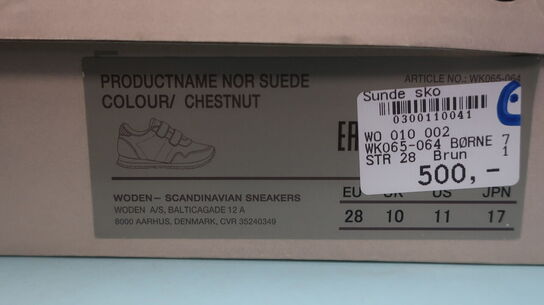 PRODUCTNAME NOR SUEDE
COLOUR/ CHESTNUT
ARTICLE NO.: WK065-064
Sunde sko
0300110041
WO 010 002
WK065-064 BØRNE 7
STR 28 Brun 1
500,-
WODEN– SCANDINAVIAN SNEAKERS
WODEN A/S, BALTICAGADE 12 A
8000 AARHUS, DENMARK, CVR 35240349
EU UK US JPN
28 10 11 17